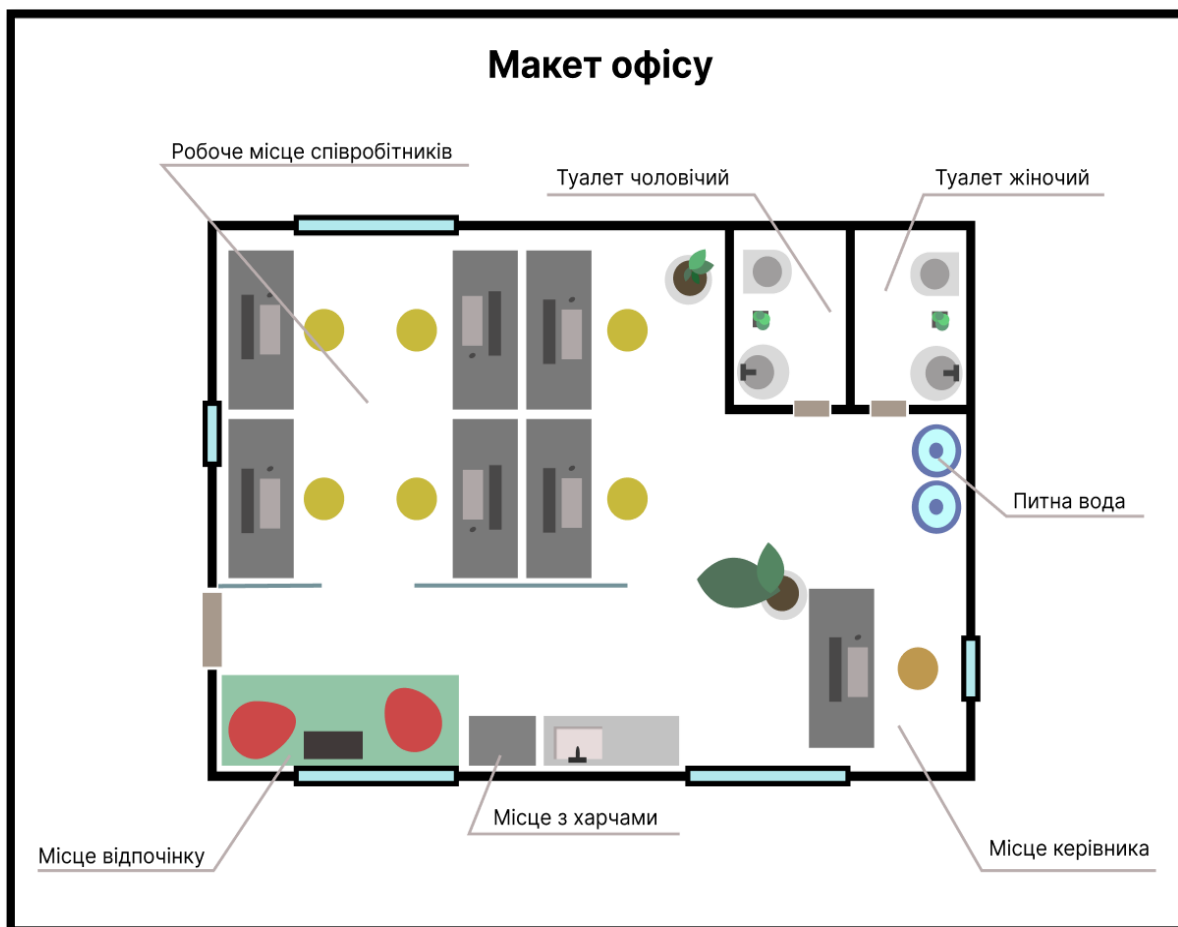 Макет офісу
Робоче місце співробітників
Туалет чоловічий
Туалет жіночий
Питна вода
Місце з харчами
Місце відпочінку
Місце керівника